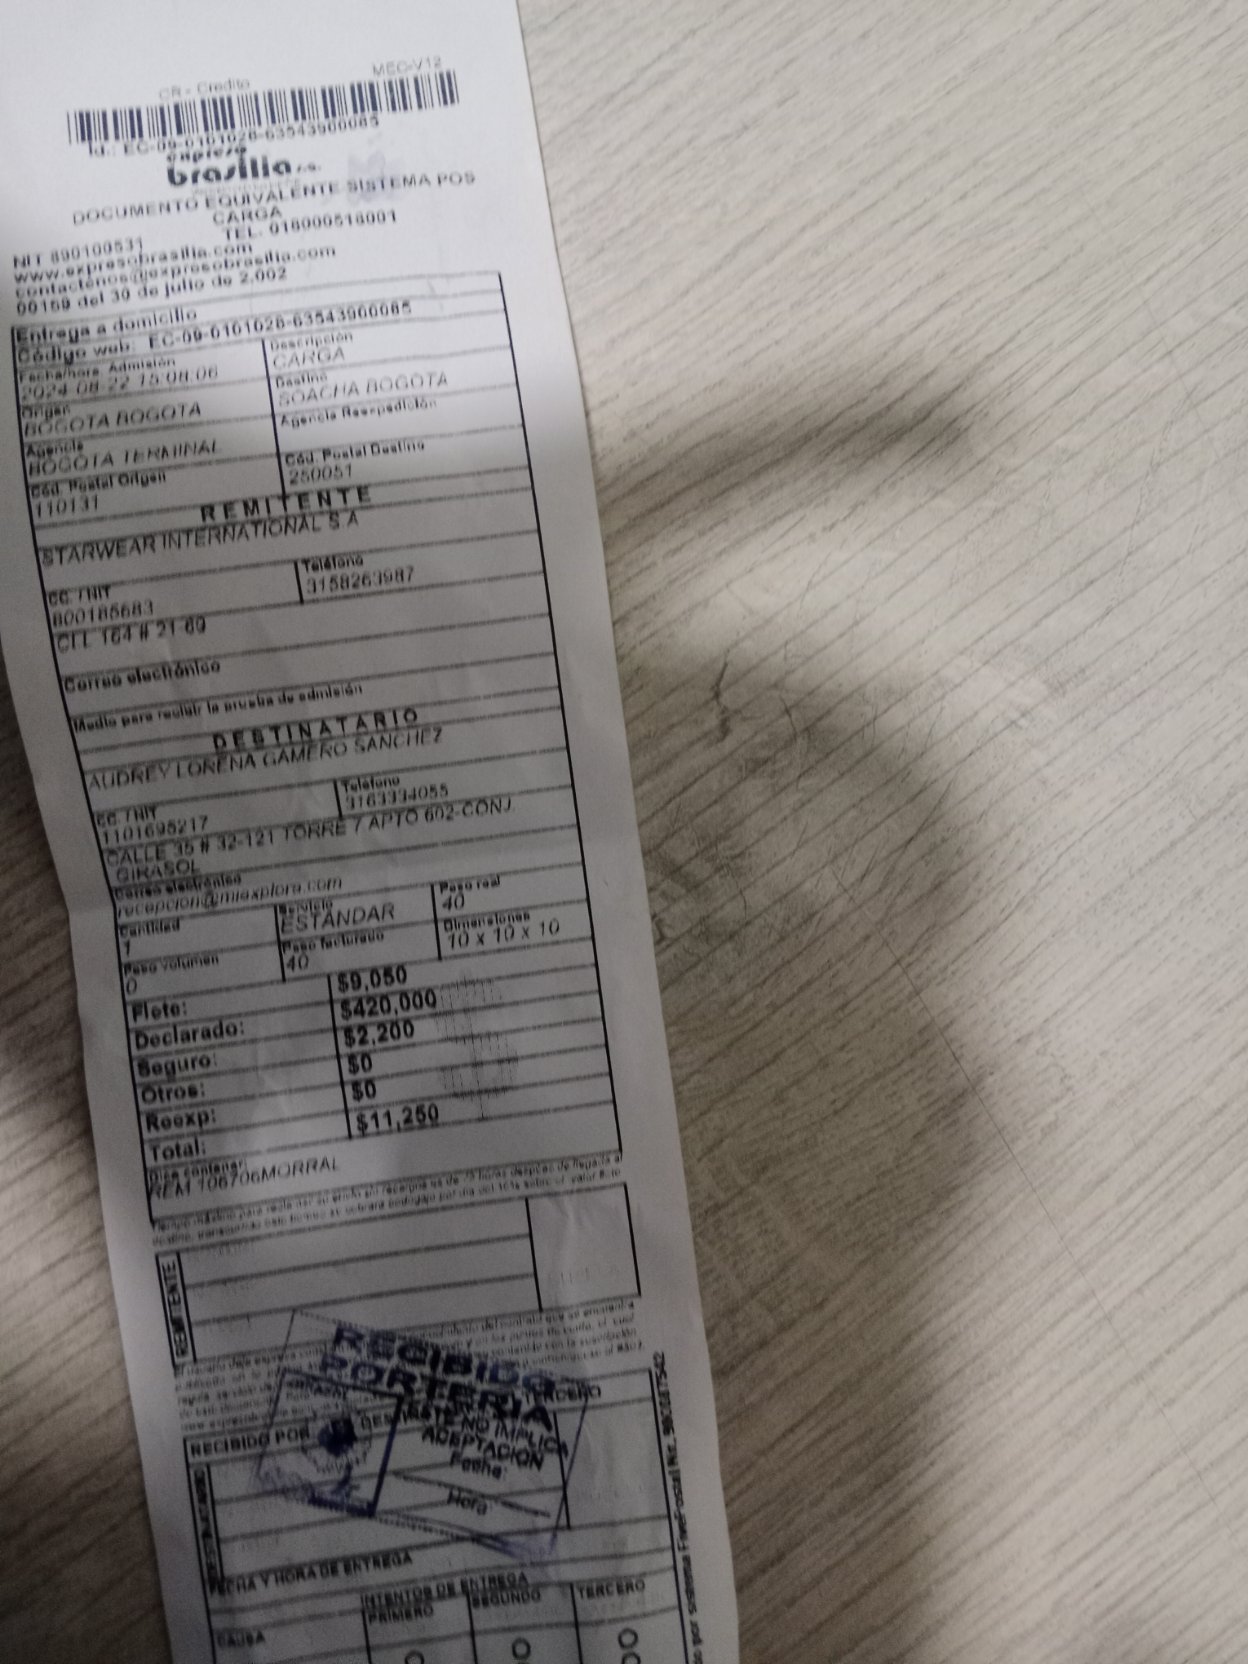 CR - Credito MEC-V12
Id.: EC-09-0101028-63543900085
expreso
brasilia s.a.
DOCUMENTO EQUIVALENTE SISTEMA POS
CARGA
NIT 890100531 TEL- 018000518001
www.expresobrasilia.com
contactenos@expresobrasilia.com
00169 del 30 de julio de 2.002
Entrega a domicilio
Código web: EC-09-0101028-63543900085
Fecha/hora Admisión Descripción
2024-08-22 15:08:06 CARGA
Origen Destino
BOGOTA BOGOTA SOACHA BOGOTA
Agencia Agencia Reexpedición
BOGOTA TERMINAL
Cód. Postal Origen Cód. Postal Destino
110131 250051
REMITENTE
STARWEAR INTERNATIONAL S A
CC / NIT Teléfono
800185683 3158263987
CLL 164 # 21 69
Correo electrónico
Medio para recibir la prueba de admisión
DESTINATARIO
AUDREY LORENA GAMERO SANCHEZ
CC / NIT Teléfono
1101695217 3163334055
CALLE 35 # 32-121 TORRE 7 APTO 602-CONJ.
GIRASOL
Correo electrónico
recepcion@miexplora.com
Cantidad Servicio Peso real
1 ESTANDAR 40
Peso volumen Peso facturado Dimensiones
0 40 10 x 10 x 10
Flete: $9,050
Declarado: $420,000
Seguro: $2,200
Otros: $0
Reexp: $0
Total: $11,250
Dice contener:
REM 106706MORRAL
REMITENTE
RECIBIDO
PORTERIA
TERCERO
RECIBIDO POR
NO IMPLICA
ACEPTACION
Fecha:
Hora
DESTINATARIO
FECHA Y HORA DE ENTREGA
INTENTOS DE ENTREGA
CAUSA PRIMERO SEGUNDO TERCERO